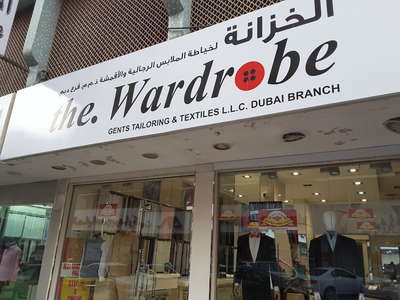 الخزانة
لخياطة الملابس الرجالية والأقمشة ذ.م.م. فرع دبي
the. Wardrobe
GENTS TAILORING & TEXTILES L.L.C. DUBAI BRANCH